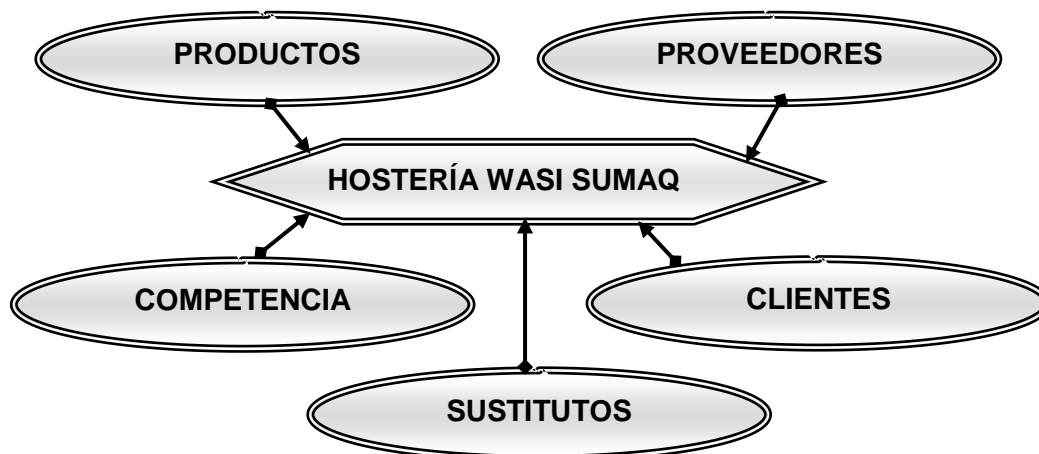 PRODUCTOS
PROVEEDORES
HOSTERÍA WASI SUMAQ
COMPETENCIA
CLIENTES
SUSTITUTOS